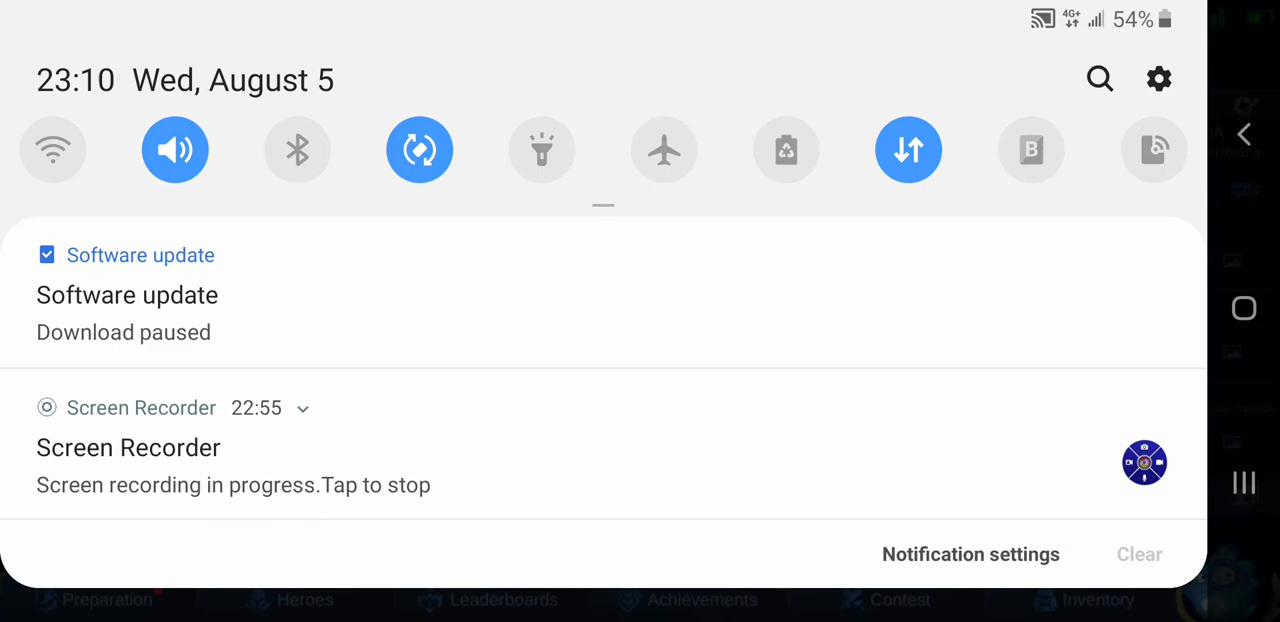 4G+ 54%
23:10 Wed, August 5
B
Software update
Software update
Download paused
Screen Recorder 22:55
Screen Recorder
Screen recording in progress.Tap to stop
Notification settings Clear
Preparation Heroes Leaderboards Achievements Contest Inventory